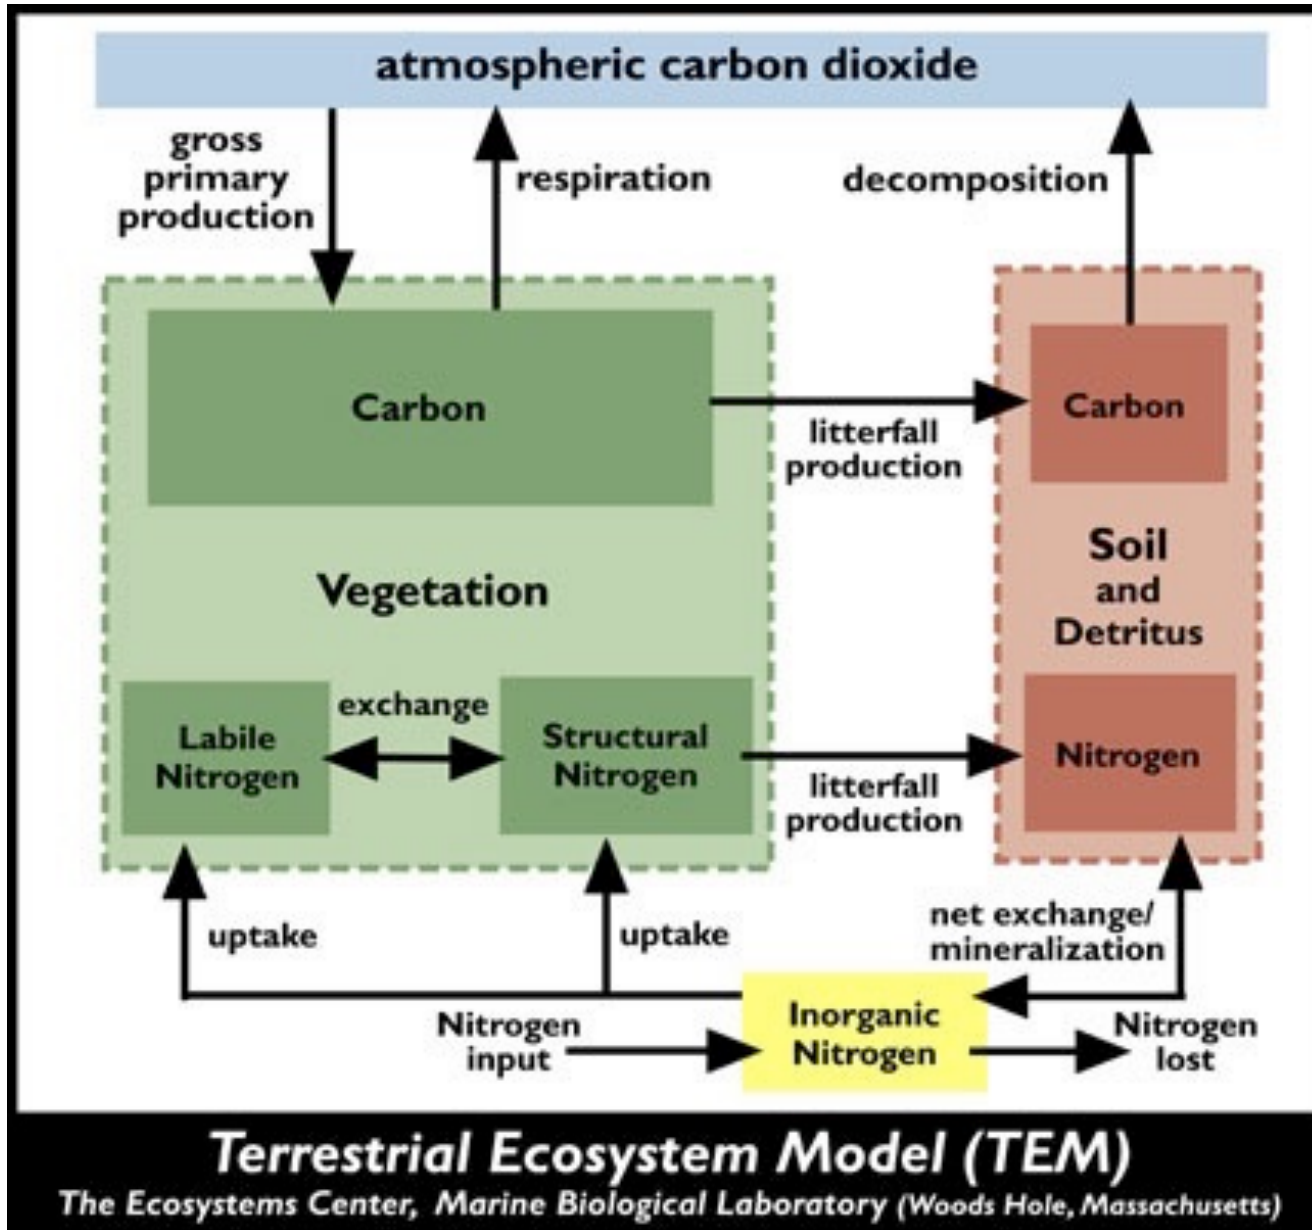 atmospheric carbon dioxide
gross
primary
production
respiration
decomposition
Carbon
litterfall
production
Carbon
Vegetation
Soil
and
Detritus
Labile
Nitrogen
exchange
Structural
Nitrogen
litterfall
production
Nitrogen
uptake
uptake
net exchange/
mineralization
Nitrogen
input
Inorganic
Nitrogen
Nitrogen
lost
Terrestrial Ecosystem Model (TEM)
The Ecosystems Center, Marine Biological Laboratory (Woods Hole, Massachusetts)